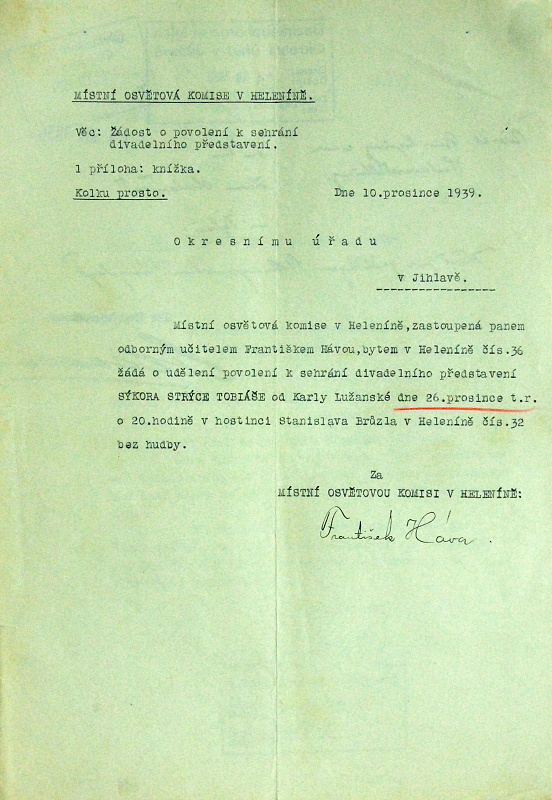 MÍSTNÍ OSVĚTOVÁ KOMISE V HELENÍNĚ.
Věc: Žádost o povolení k sehrání
divadelního představení.
1 příloha: knížka.
Kolku prosto.
Dne 10.prosince 1939.
Okresnímu úřadu
v Jihlavě.
Místní osvětová komise v Heleníně,zastoupená panem
odborným učitelem Františkem Hávou,bytem v Heleníně čís.36
žádá o udělení povolení k sehrání divadelního představení
SÝKORA STRÝCE TOBIÁŠE od Karly Lužanské dne 26.prosince t.r.
o 20.hodině v hostinci Stanislava Brůzla v Heleníně čís.32
bez hudby.
Za
MÍSTNÍ OSVĚTOVOU KOMISI V HELENÍNĚ:
František Háva.